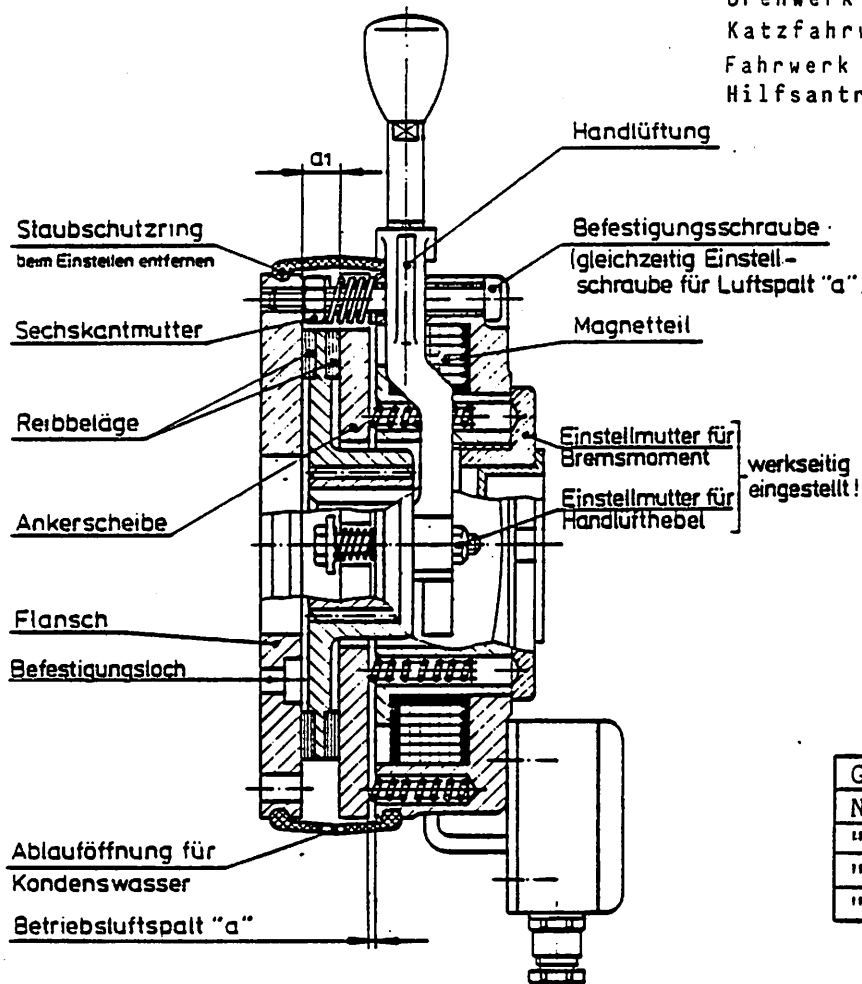 Katzfahrw
Fahrwerk
Hilfsantr
Handlüftung
a1
Staubschutzring
beim Einstellen entfernen
Befestigungsschraube
(gleichzeitig Einstell-
schraube für Luftspalt "a"
Sechskantmutter
Magnetteil
Reibbeläge
Einstellmutter für
Bremsmoment
werkseitig
eingestellt!
Ankerscheibe
Einstellmutter für
Handlüfthebel
Flansch
Befestigungsloch
G
N
"
"
"
Ablauföffnung für
Kondenswasser
Betriebsluftspalt "a"